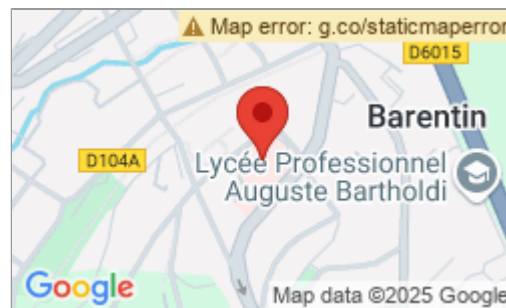 ⚠ Map error: g.co/staticmaperror
D6015
Barentin
D104A
Lycée Professionnel
Auguste Bartholdi
Google
Map data ©2025 Google